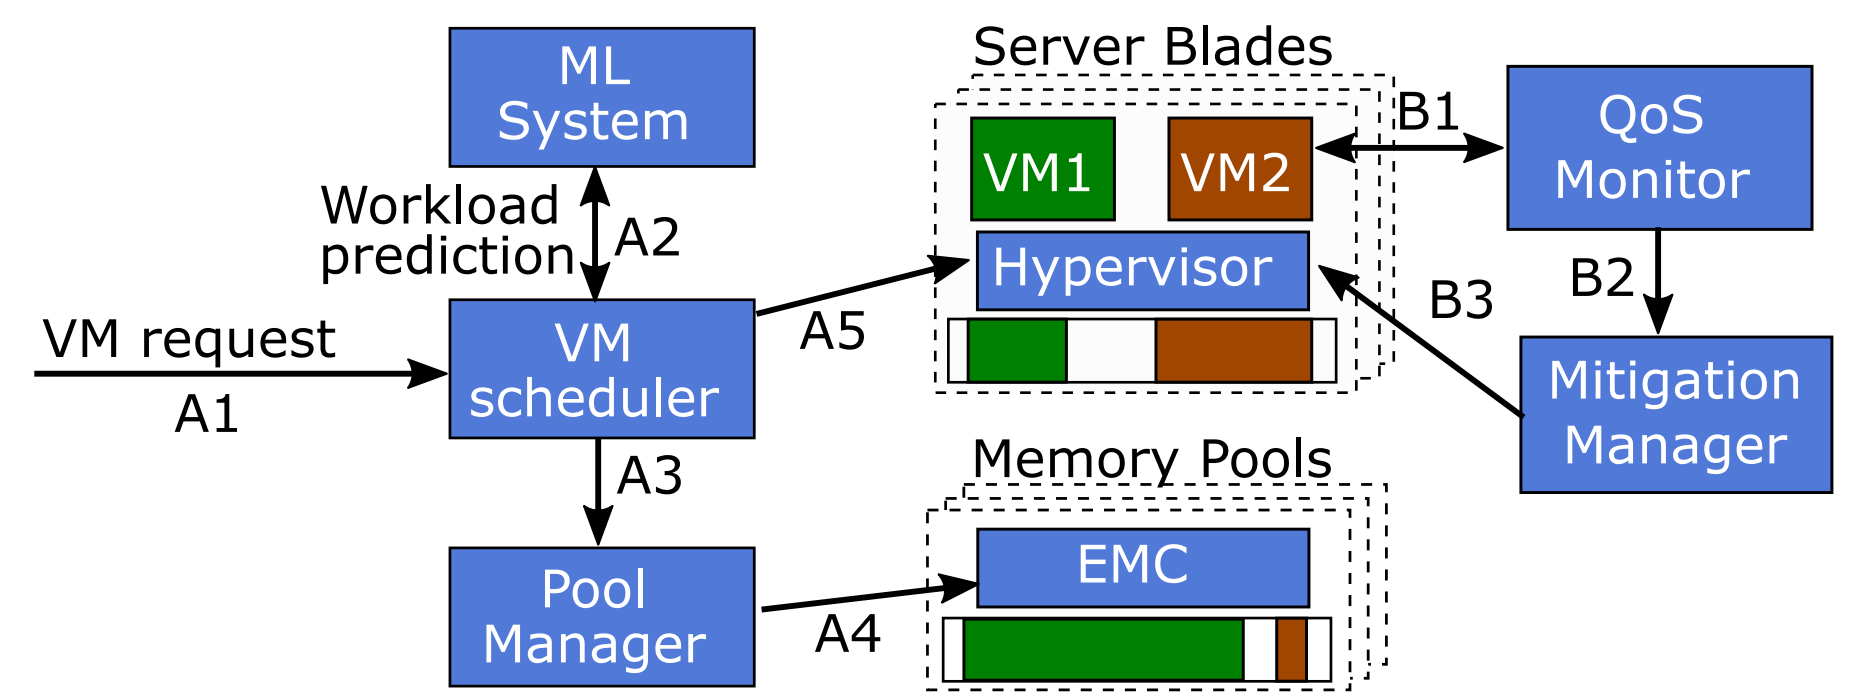 ML
System
Workload
prediction
A2
VM request
A1
VM
scheduler
A3
Pool
Manager
A5
A4
Server Blades
VM1
VM2
Hypervisor
Memory Pools
EMC
B1
QoS
Monitor
B2
B3
Mitigation
Manager